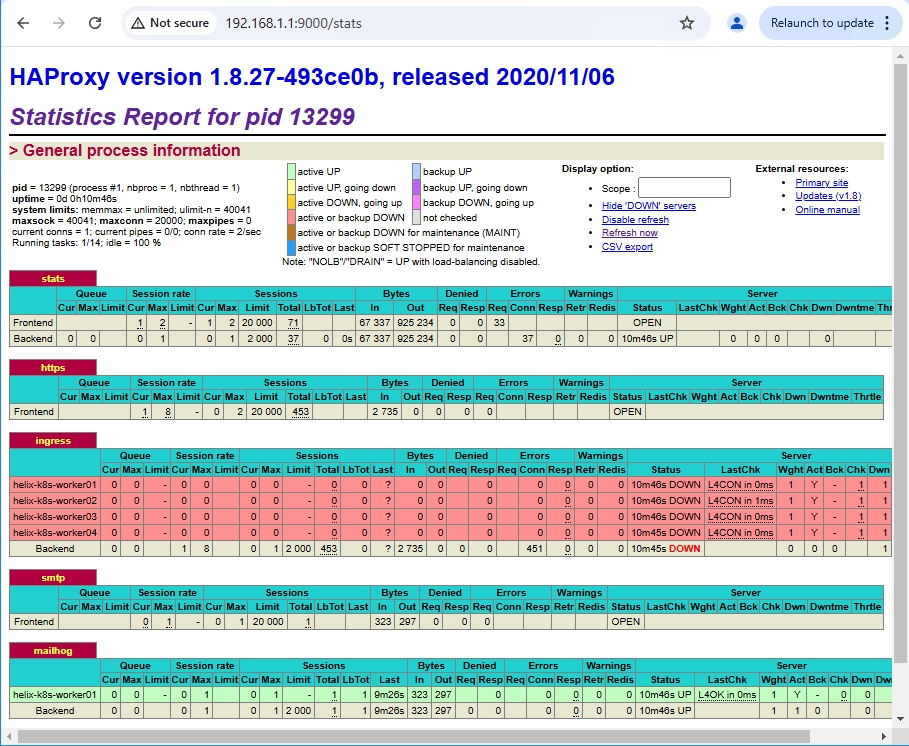 Not secure 192.168.1.1:9000/stats Relaunch to update
HAProxy version 1.8.27-493ce0b, released 2020/11/06
Statistics Report for pid 13299
> General process information
pid = 13299 (process #1, nbproc = 1, nbthread = 1)
uptime = 0d 0h10m46s
system limits: memmax = unlimited; ulimit-n = 40041
maxsock = 40041; maxconn = 20000; maxpipes = 0
current conns = 1; current pipes = 0/0; conn rate = 2/sec
Running tasks: 1/14; idle = 100 %
active UP backup UP
active UP, going down backup UP, going down
active DOWN, going up backup DOWN, going up
active or backup DOWN not checked
active or backup DOWN for maintenance (MAINT)
active or backup SOFT STOPPED for maintenance
Note: "NOLB"/"DRAIN" = UP with load-balancing disabled.
Display option:
Scope :
Hide 'DOWN' servers
Disable refresh
Refresh now
CSV export
External resources:
Primary site
Updates (v1.8)
Online manual
stats
Queue Session rate Sessions Bytes Denied Errors Warnings Server
Cur Max Limit Cur Max Limit Cur Max Limit Total LbTot Last In Out Req Resp Req Conn Resp Retr Redis Status LastChk Wght Act Bck Chk Dwn Dwntme Thr
Frontend 1 2 - 1 2 20 000 71 67 337 925 234 0 0 33 OPEN
Backend 0 0 0 1 0 1 2 000 37 0 0s 67 337 925 234 0 0 37 0 0 0 10m46s UP 0 0 0 0
https
Queue Session rate Sessions Bytes Denied Errors Warnings Server
Cur Max Limit Cur Max Limit Cur Max Limit Total LbTot Last In Out Req Resp Req Conn Resp Retr Redis Status LastChk Wght Act Bck Chk Dwn Dwntme Thrtle
Frontend 1 8 - 0 2 20 000 453 2 735 0 0 0 0 OPEN
ingress
Queue Session rate Sessions Bytes Denied Errors Warnings Server
Cur Max Limit Cur Max Limit Cur Max Limit Total LbTot Last In Out Req Resp Req Conn Resp Retr Redis Status LastChk Wght Act Bck Chk Dwn
helix-k8s-worker01 0 0 - 0 0 0 0 - 0 0 ? 0 0 0 0 0 0 0 10m46s DOWN L4CON in 0ms 1 Y - 1 1
helix-k8s-worker02 0 0 - 0 0 0 0 - 0 0 ? 0 0 0 0 0 0 0 10m46s DOWN L4CON in 1ms 1 Y - 1 1
helix-k8s-worker03 0 0 - 0 0 0 0 - 0 0 ? 0 0 0 0 0 0 0 10m46s DOWN L4CON in 0ms 1 Y - 1 1
helix-k8s-worker04 0 0 - 0 0 0 0 - 0 0 ? 0 0 0 0 0 0 0 10m45s DOWN L4CON in 0ms 1 Y - 1 1
Backend 0 0 1 8 0 1 2 000 453 0 ? 2 735 0 0 0 451 0 0 0 10m45s DOWN 0 0 0 1
smtp
Queue Session rate Sessions Bytes Denied Errors Warnings Server
Cur Max Limit Cur Max Limit Cur Max Limit Total LbTot Last In Out Req Resp Req Conn Resp Retr Redis Status LastChk Wght Act Bck Chk Dwn Dwntme Thrtle
Frontend 0 1 - 0 1 20 000 1 323 297 0 0 0 OPEN
mailhog
Queue Session rate Sessions Bytes Denied Errors Warnings Server
Cur Max Limit Cur Max Limit Cur Max Limit Total LbTot Last In Out Req Resp Req Conn Resp Retr Redis Status LastChk Wght Act Bck Chk Dwn Dw
helix-k8s-worker01 0 0 - 0 1 0 1 - 1 1 9m26s 323 297 0 0 0 0 0 10m46s UP L4OK in 0ms 1 Y - 0 0
Backend 0 0 0 1 0 1 2 000 1 1 9m26s 323 297 0 0 0 0 0 0 10m46s UP 1 1 0 0